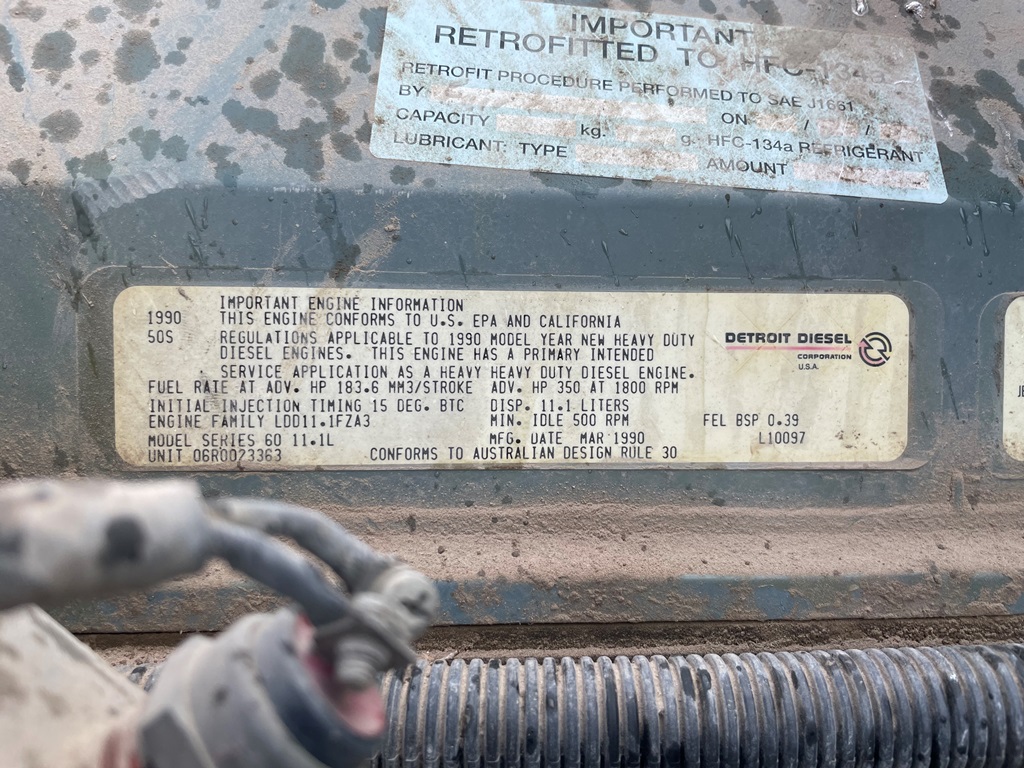 IMPORTANT
RETROFITTED TO HFC-134a
RETROFIT PROCEDURE PERFORMED TO SAE J1661
BY: ON / /
CAPACITY kg. g. HFC-134a REFRIGERANT
LUBRICANT: TYPE AMOUNT
IMPORTANT ENGINE INFORMATION
1990 THIS ENGINE CONFORMS TO U.S. EPA AND CALIFORNIA
50S REGULATIONS APPLICABLE TO 1990 MODEL YEAR NEW HEAVY DUTY
DIESEL ENGINES. THIS ENGINE HAS A PRIMARY INTENDED
SERVICE APPLICATION AS A HEAVY HEAVY DUTY DIESEL ENGINE.
FUEL RATE AT ADV. HP 183.6 MM3/STROKE ADV. HP 350 AT 1800 RPM
INITIAL INJECTION TIMING 15 DEG. BTC DISP. 11.1 LITERS
ENGINE FAMILY LDD11.1FZA3 MIN. IDLE 500 RPM FEL BSP 0.39
MODEL SERIES 60 11.1L MFG. DATE MAR 1990 L10097
UNIT 06R0023363 CONFORMS TO AUSTRALIAN DESIGN RULE 30
DETROIT DIESEL
CORPORATION
U.S.A.